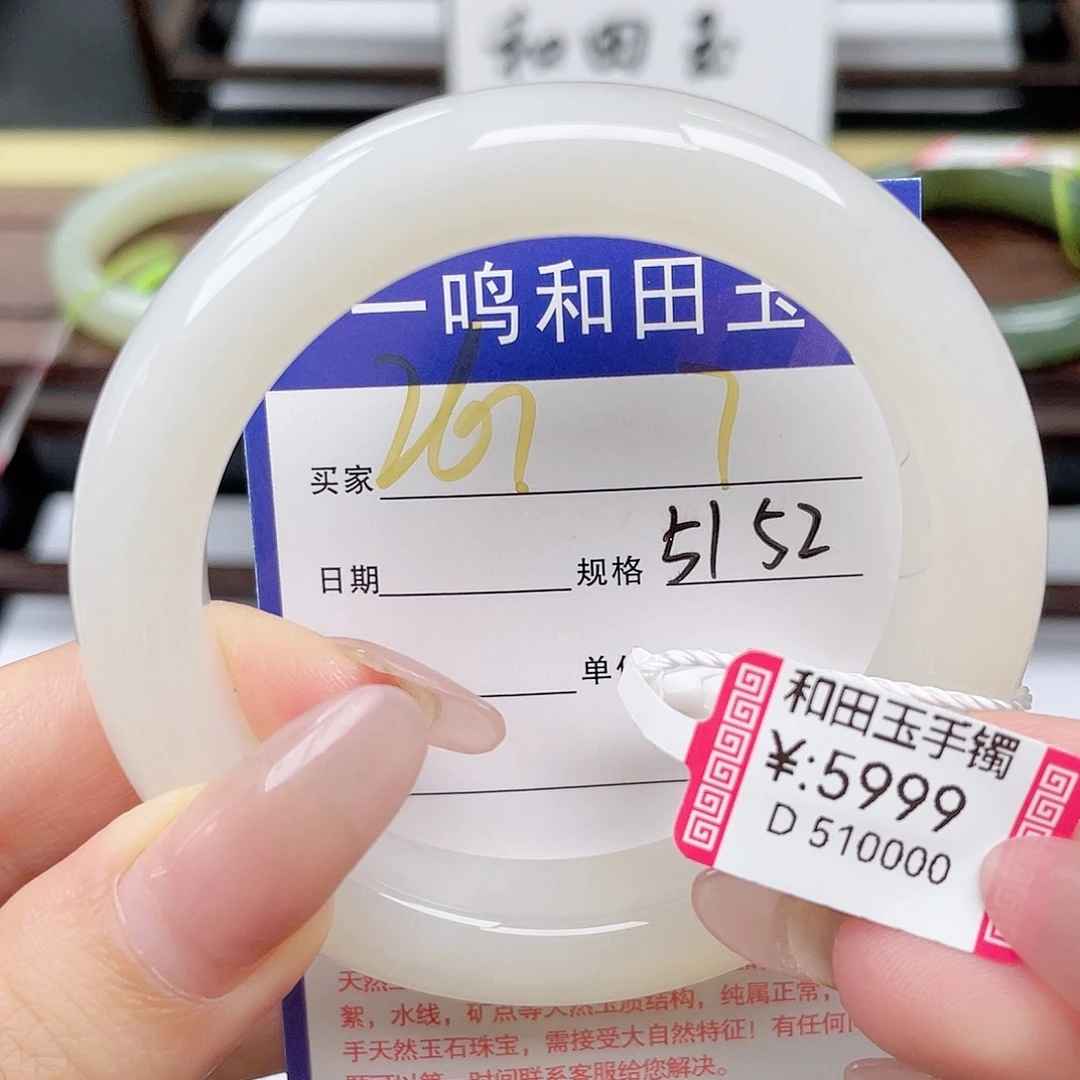 和田玉
一鸣和田玉
买家
日期 规格 51 52
单
和田玉手镯
¥:5999
D 510000
天然
絮，水线，矿点等天然玉质结构，纯属正常，
手天然玉石珠宝，需接受大自然特征！有任何
时间联系客服给您解决。